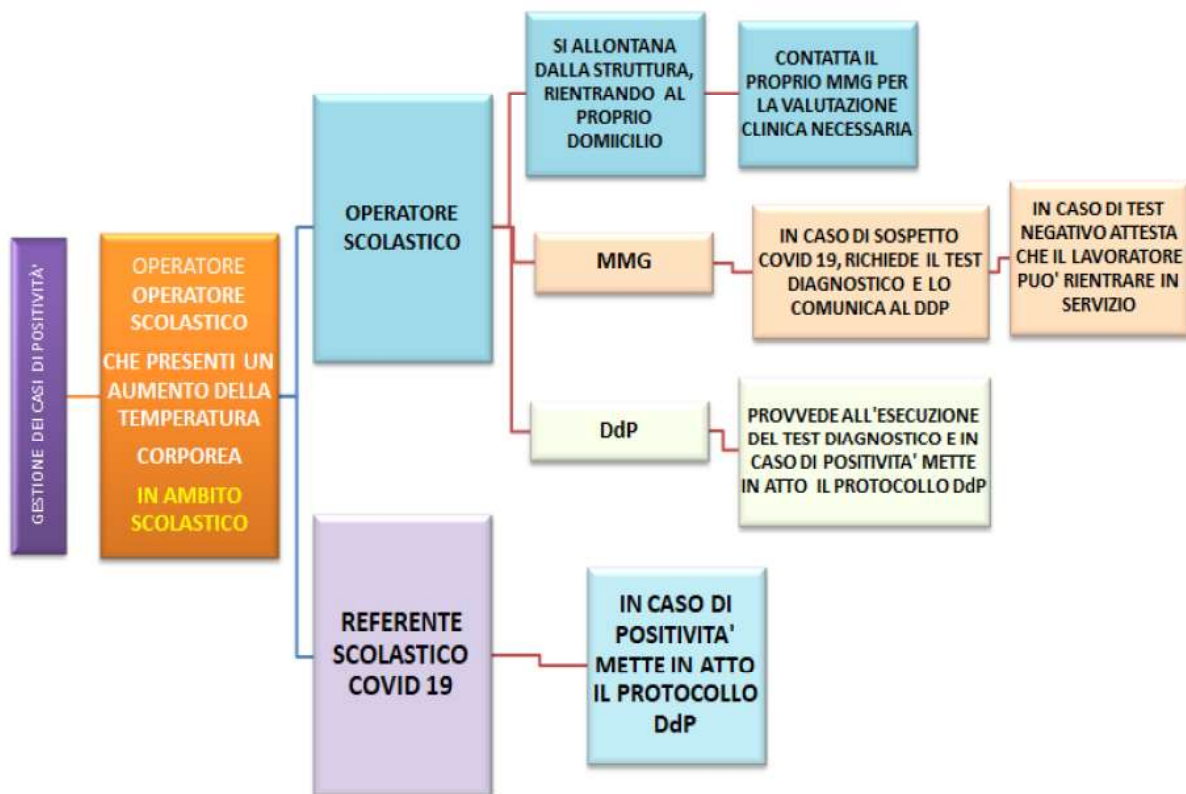 GESTIONE DEI CASI DI POSITIVITÀ'
OPERATORE
OPERATORE
SCOLASTICO
CHE PRESENTI UN
AUMENTO DELLA
TEMPERATURA
CORPOREA
IN AMBITO
SCOLASTICO
OPERATORE
SCOLASTICO
SI ALLONTANA
DALLA STRUTTURA,
RIENTRANDO AL
PROPRIO
DOMIICILIO
CONTATTA IL
PROPRIO MMG PER
LA VALUTAZIONE
CLINICA NECESSARIA
MMG
IN CASO DI SOSPETTO
COVID 19, RICHIEDE IL TEST
DIAGNOSTICO E LO
COMUNICA AL DDP
IN CASO DI TEST
NEGATIVO ATTESTA
CHE IL LAVORATORE
PUO' RIENTRARE IN
SERVIZIO
DdP
PROVVEDE ALL'ESECUZIONE
DEL TEST DIAGNOSTICO E IN
CASO DI POSITIVITA' METTE
IN ATTO IL PROTOCOLLO DdP
REFERENTE
SCOLASTICO
COVID 19
IN CASO DI
POSITIVITA'
METTE IN ATTO
IL PROTOCOLLO
DdP